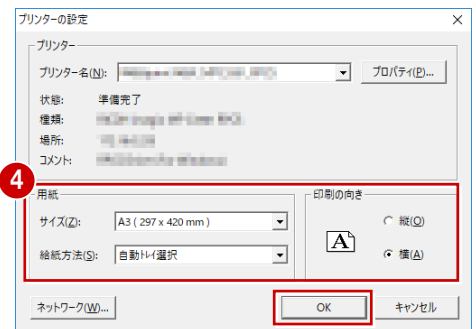 プリンターの設定
プリンター
プリンター名(N):
プロパティ(P)...
状態: 準備完了
種類:
場所:
コメント:
4
用紙
サイズ(Z): A3 ( 297 x 420 mm )
給紙方法(S): 自動トレイ選択
印刷の向き
A
縦(O)
横(A)
ネットワーク(W)...
OK
キャンセル